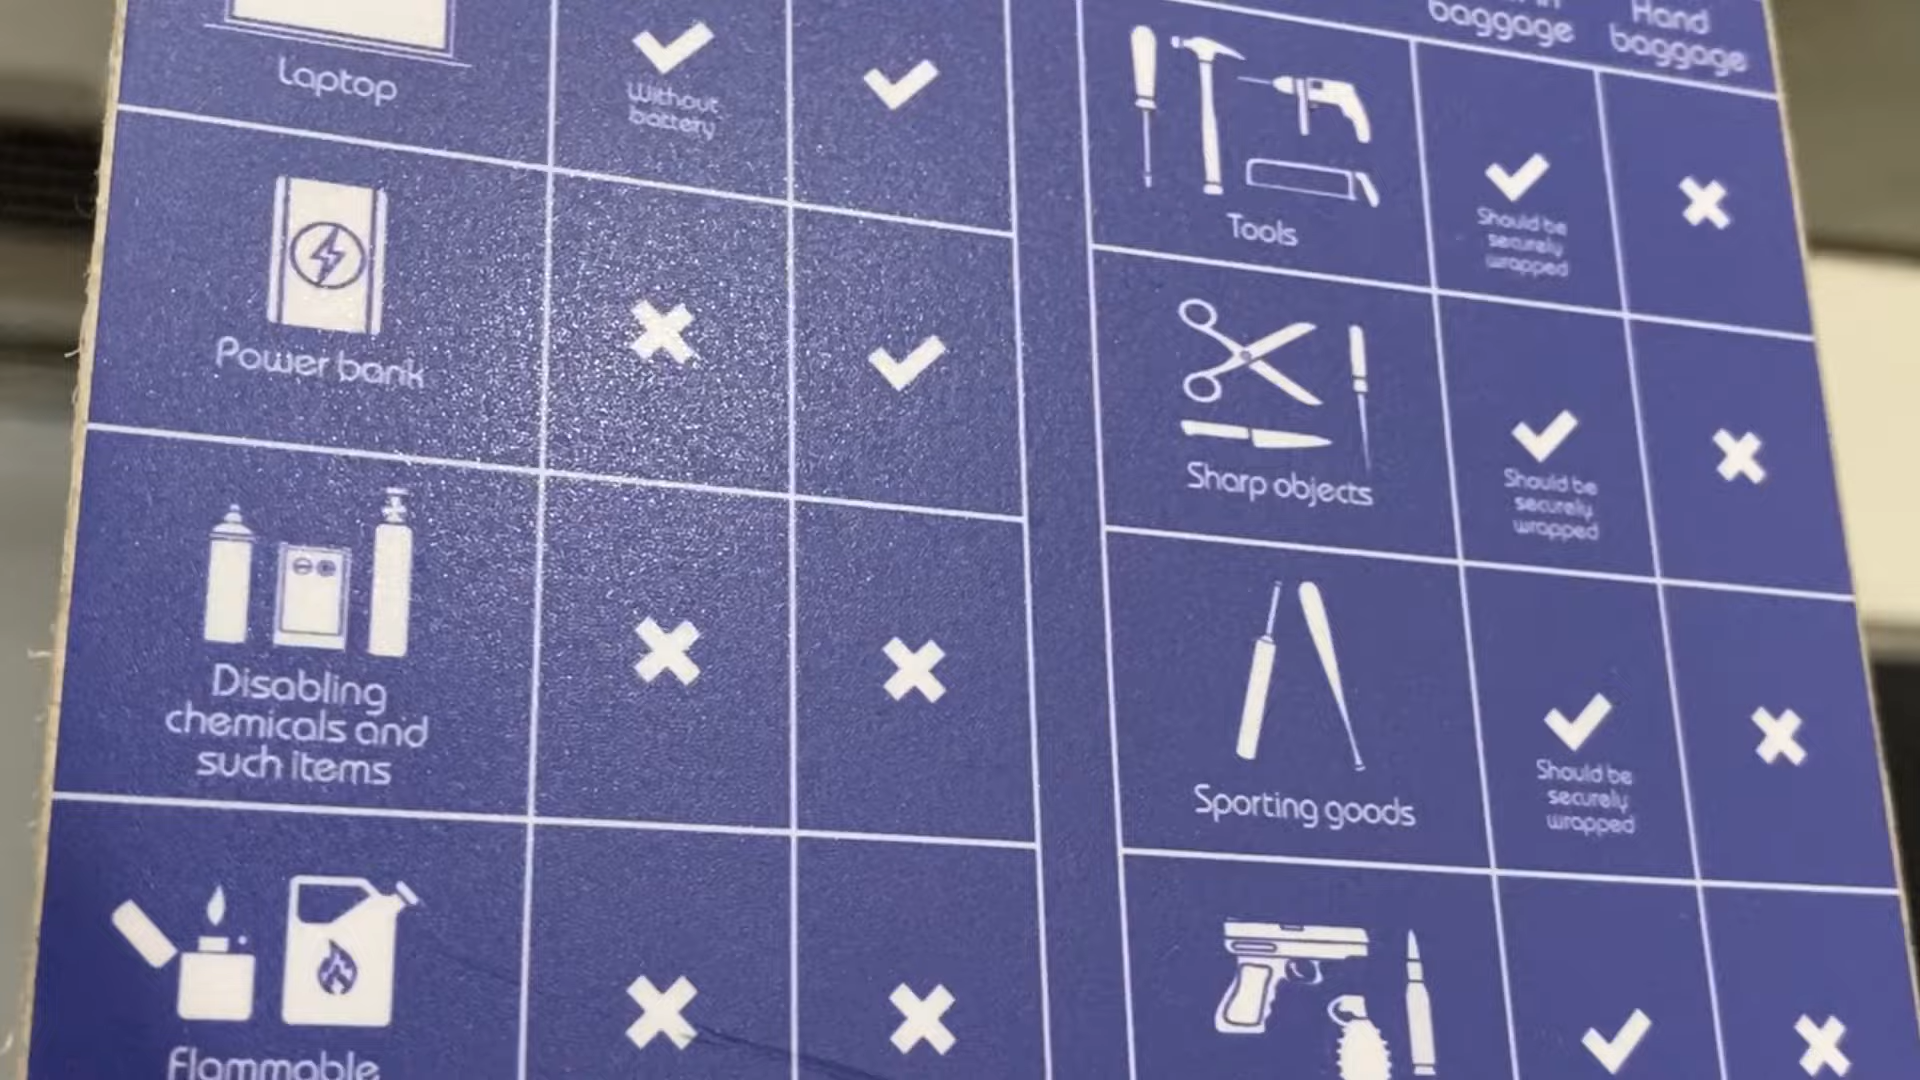 baggage
Hand
baggage
Laptop
Without
battery
Tools
Should be
securely
wrapped
Power bank
Sharp objects
Should be
securely
wrapped
Disabling
chemicals and
such items
Sporting goods
Should be
securely
wrapped
Flammable